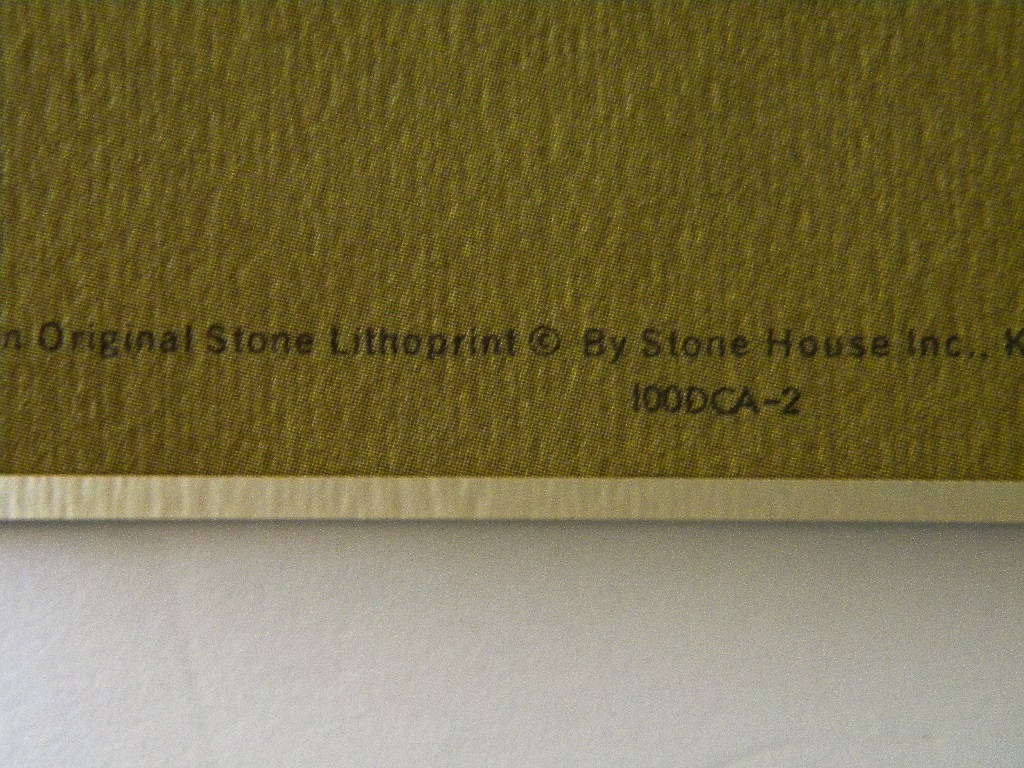 n Original Stone Lithoprint © By Stone House Inc., K
100DCA-2